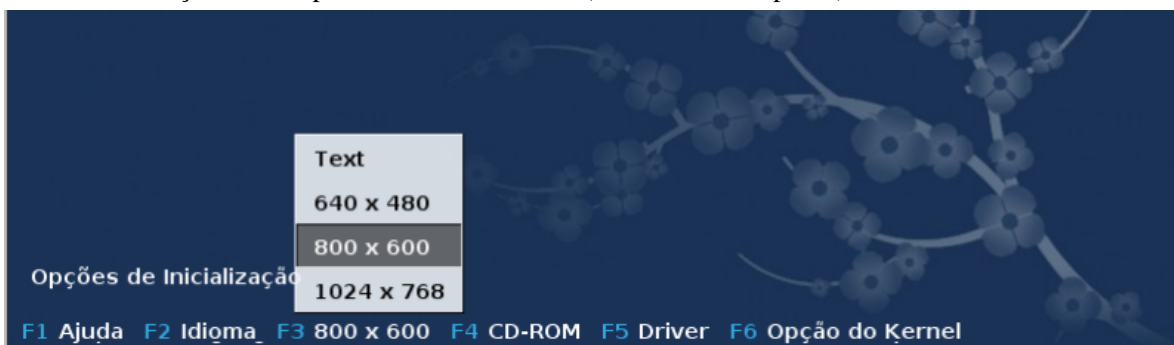 Text
640 x 480
800 x 600
Opções de Inicialização
1024 x 768
F1 Ajuda F2 Idioma F3 800 x 600 F4 CD-ROM F5 Driver F6 Opção do Kernel